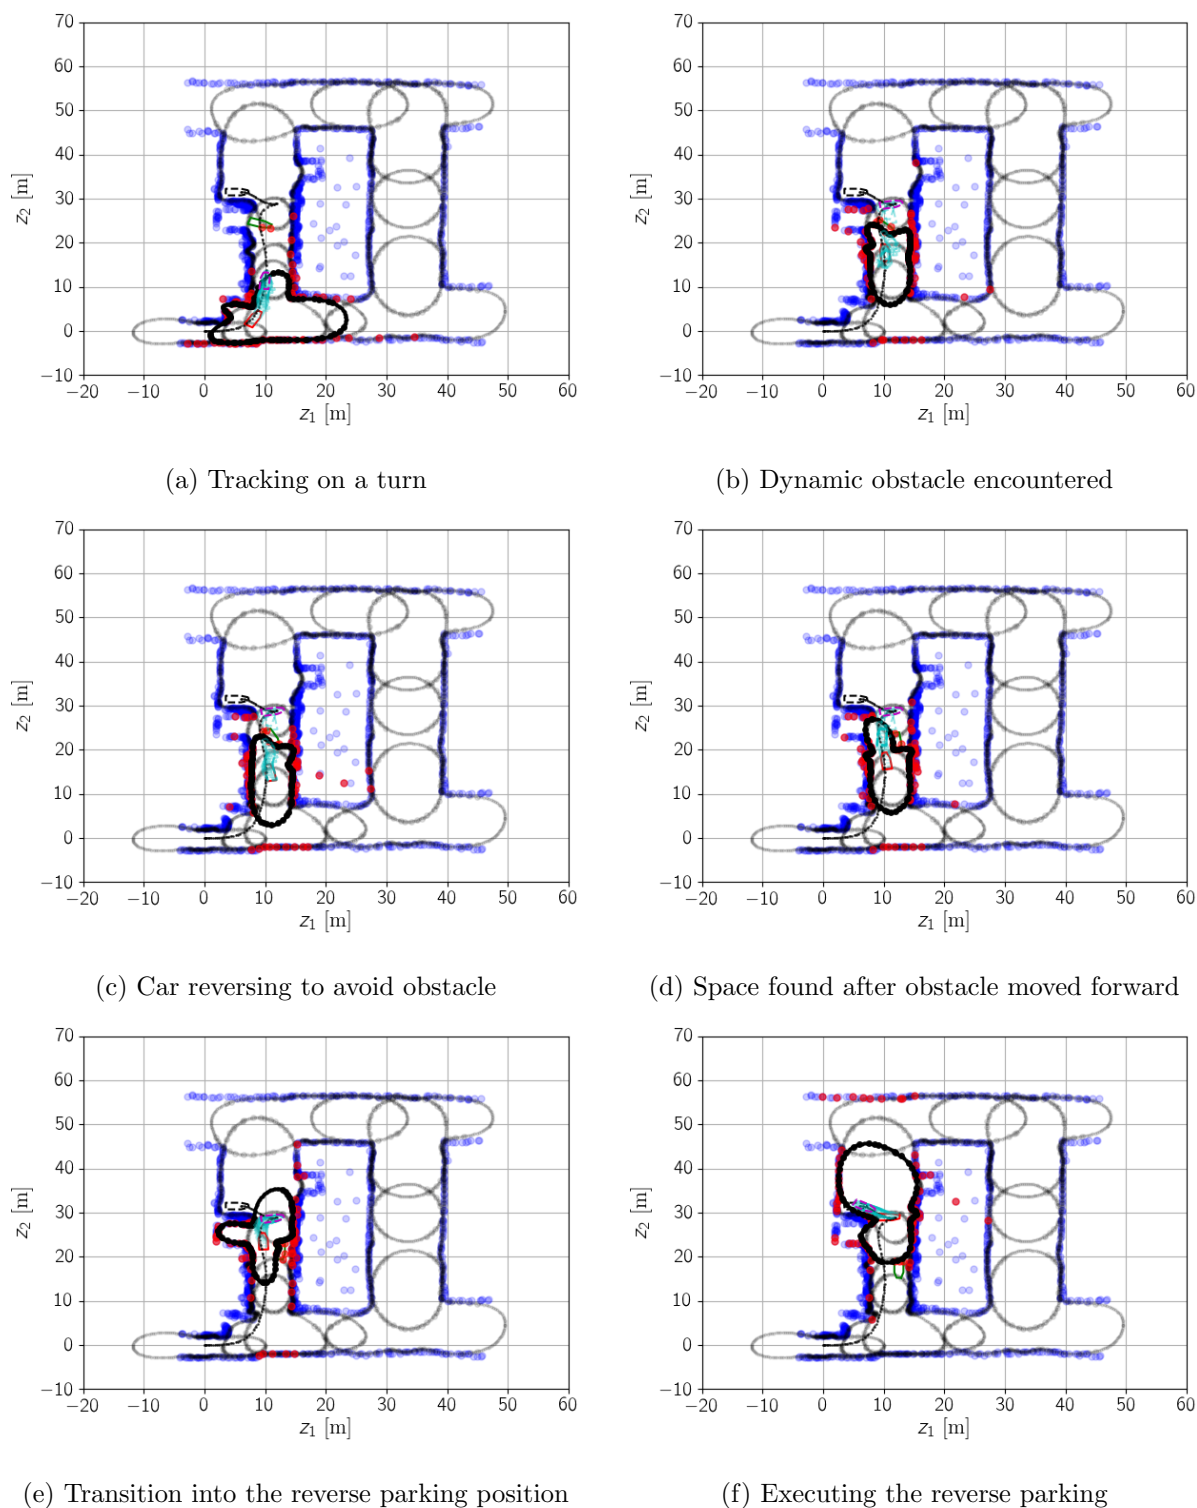 70
60
50
40
30
20
10
0
−10
z₂ [m]
−20 −10 0 10 20 30 40 50 60
z₁ [m]
70
60
50
40
30
20
10
0
−10
z₂ [m]
−20 −10 0 10 20 30 40 50 60
z₁ [m]
(a) Tracking on a turn
(b) Dynamic obstacle encountered
70
60
50
40
30
20
10
0
−10
z₂ [m]
−20 −10 0 10 20 30 40 50 60
z₁ [m]
70
60
50
40
30
20
10
0
−10
z₂ [m]
−20 −10 0 10 20 30 40 50 60
z₁ [m]
(c) Car reversing to avoid obstacle
(d) Space found after obstacle moved forward
70
60
50
40
30
20
10
0
−10
z₂ [m]
−20 −10 0 10 20 30 40 50 60
z₁ [m]
70
60
50
40
30
20
10
0
−10
z₂ [m]
−20 −10 0 10 20 30 40 50 60
z₁ [m]
(e) Transition into the reverse parking position
(f) Executing the reverse parking